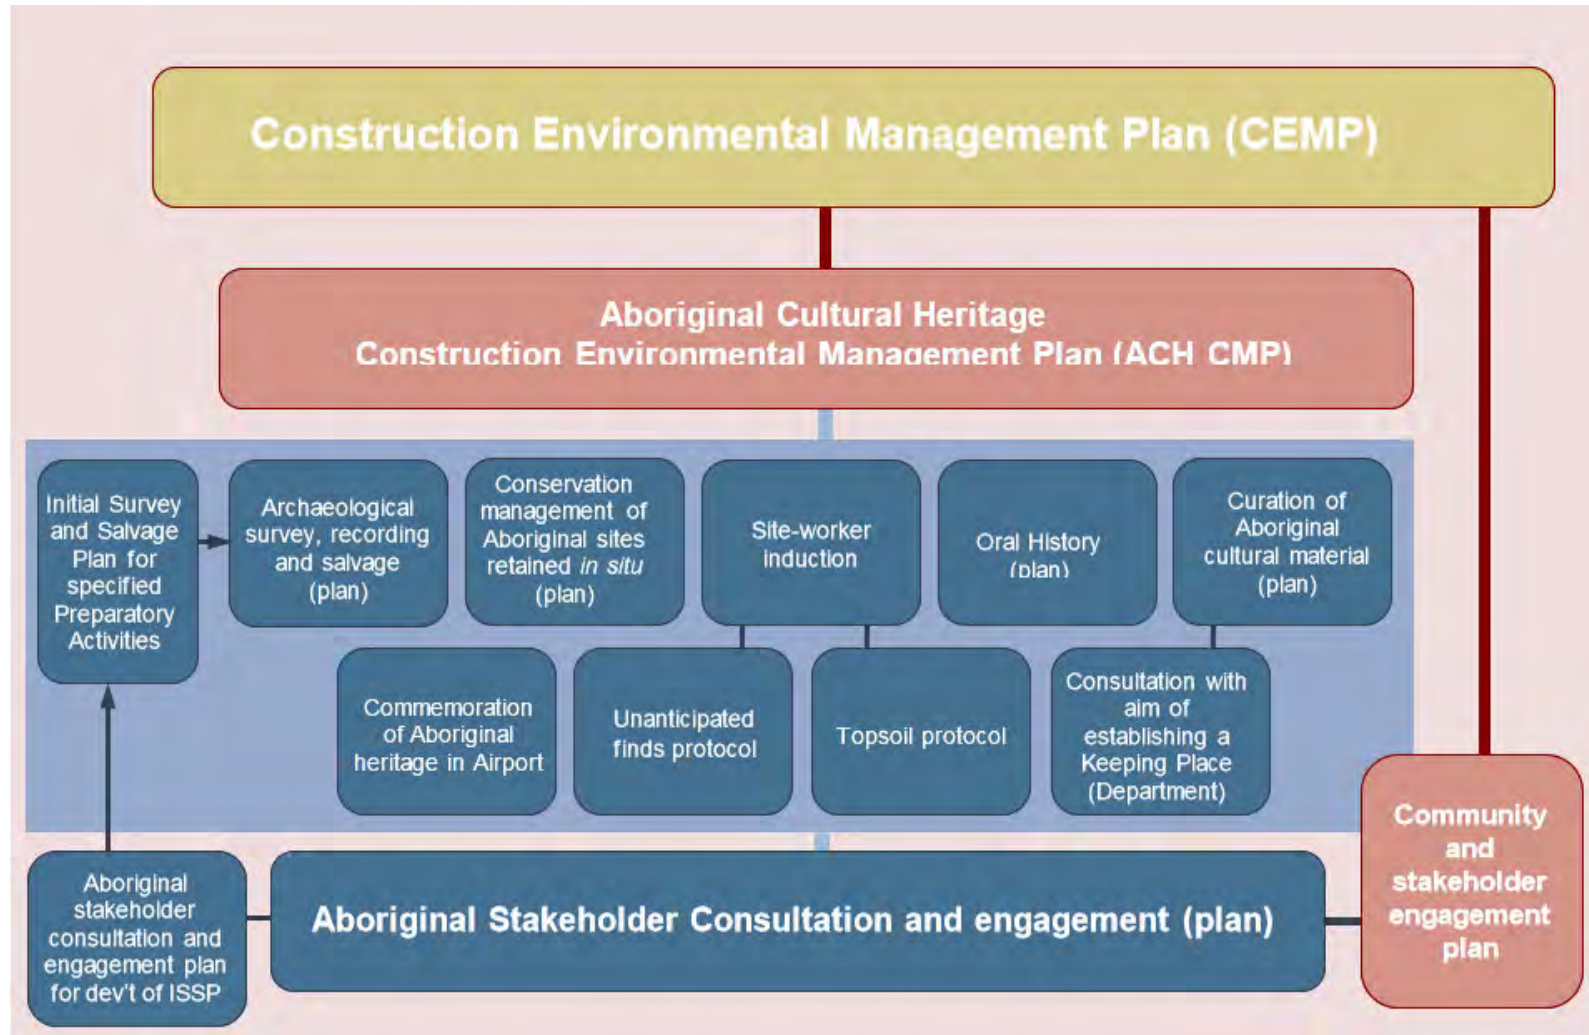 Construction Environmental Management Plan (CEMP)
Aboriginal Cultural Heritage
Construction Environmental Management Plan (ACH CMP)
Initial Survey
and Salvage
Plan for
specified
Preparatory
Activities
Archaeological
survey, recording
and salvage
(plan)
Conservation
management of
Aboriginal sites
retained in situ
(plan)
Site-worker
induction
Oral History
(plan)
Curation of
Aboriginal
cultural material
(plan)
Commemoration
of Aboriginal
heritage in Airport
Unanticipated
finds protocol
Topsoil protocol
Consultation with
aim of
establishing a
Keeping Place
(Department)
Aboriginal
stakeholder
consultation and
engagement plan
for dev't of ISSP
Aboriginal Stakeholder Consultation and engagement (plan)
Community
and
stakeholder
engagement
plan